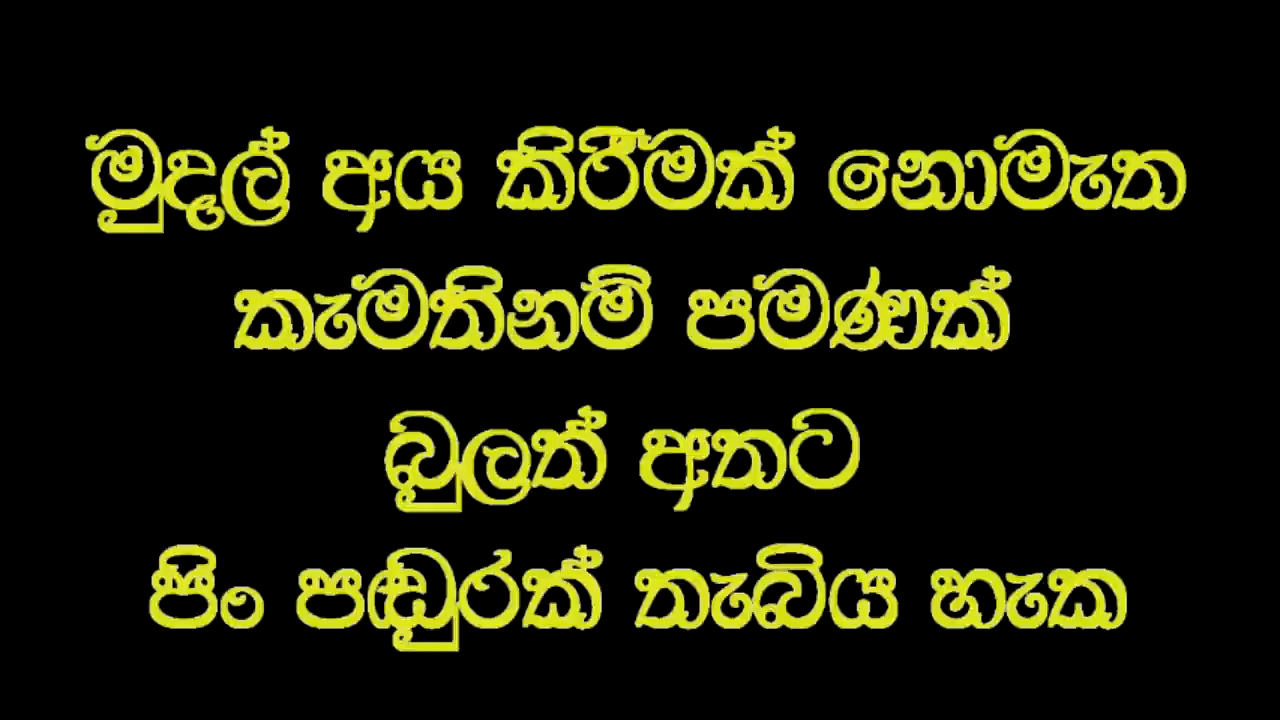 මුදල් අය කිරීමක් නොමැත
කැමතිනම් පමණක්
බුලත් අතට
පිං පඬුරක් තැබිය හැක